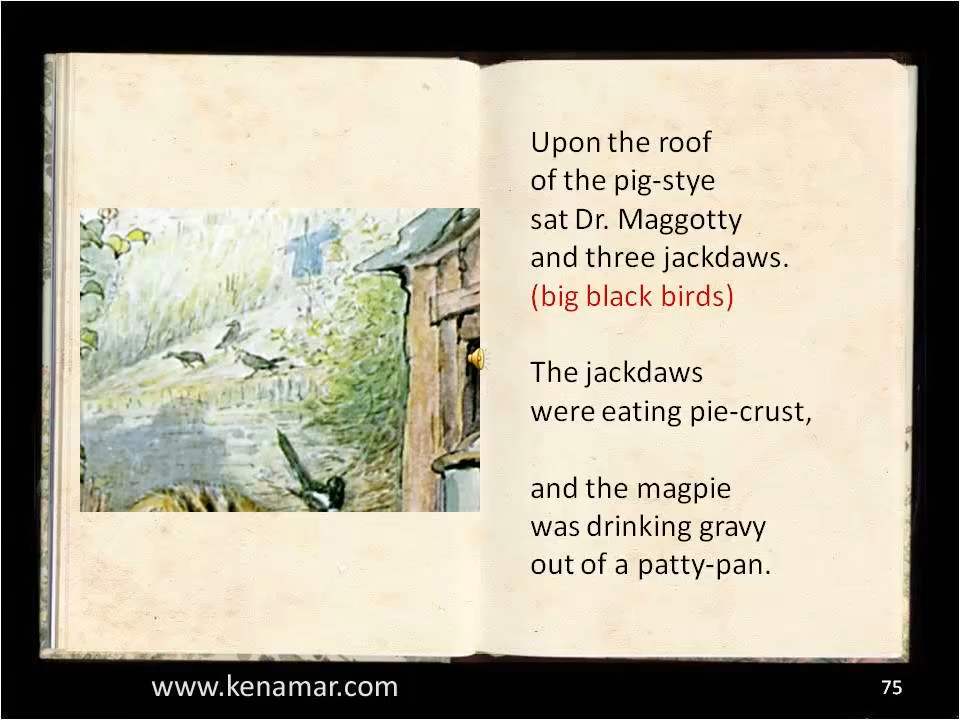 Upon the roof
of the pig-stye
sat Dr. Maggotty
and three jackdaws.
(big black birds)
The jackdaws
were eating pie-crust,
and the magpie
was drinking gravy
out of a patty-pan.
www.kenamar.com
75